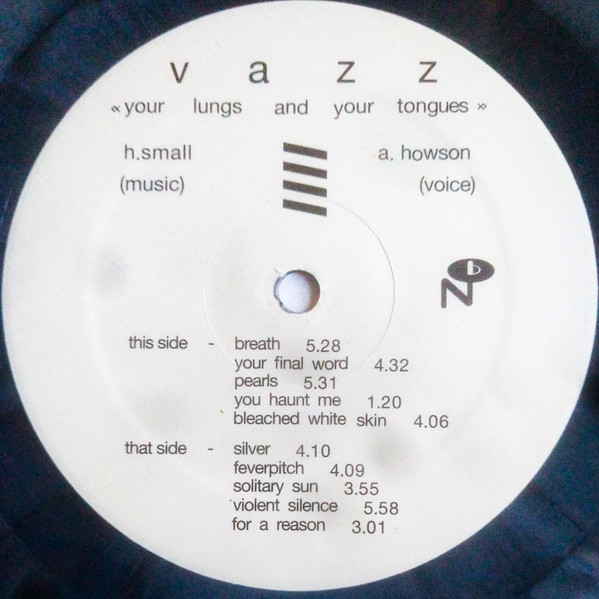 v a z z
« your lungs and your tongues »
h.small a. howson
(music) (voice)
N b
this side - breath 5.28
your final word 4.32
pearls 5.31
you haunt me 1.20
bleached white skin 4.06
that side - silver 4.10
feverpitch 4.09
solitary sun 3.55
violent silence 5.58
for a reason 3.01